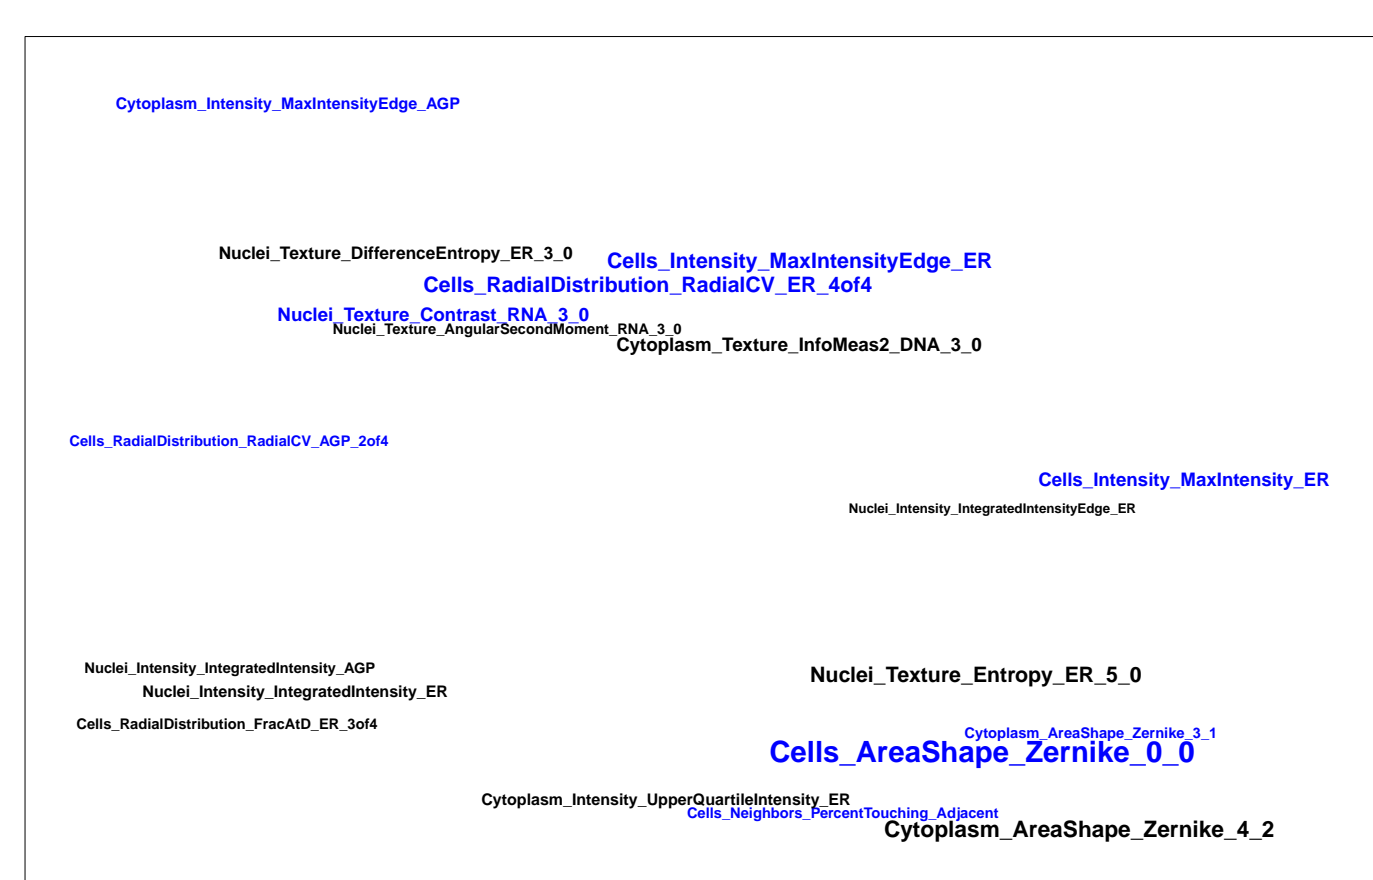 Cytoplasm_Intensity_MaxIntensityEdge_AGP
Nuclei_Texture_DifferenceEntropy_ER_3_0
Cells_Intensity_MaxIntensityEdge_ER
Cells_RadialDistribution_RadialCV_ER_4of4
Nuclei_Texture_Contrast_RNA_3_0
Nuclei_Texture_AngularSecondMoment_RNA_3_0
Cytoplasm_Texture_InfoMeas2_DNA_3_0
Cells_RadialDistribution_RadialCV_AGP_2of4
Cells_Intensity_MaxIntensity_ER
Nuclei_Intensity_IntegratedIntensityEdge_ER
Nuclei_Intensity_IntegratedIntensity_AGP
Nuclei_Texture_Entropy_ER_5_0
Nuclei_Intensity_IntegratedIntensity_ER
Cells_RadialDistribution_FracAtD_ER_3of4
Cytoplasm_AreaShape_Zernike_3_1
Cells_AreaShape_Zernike_0_0
Cytoplasm_Intensity_UpperQuartileIntensity_ER
Cells_Neighbors_PercentTouching_Adjacent
Cytoplasm_AreaShape_Zernike_4_2